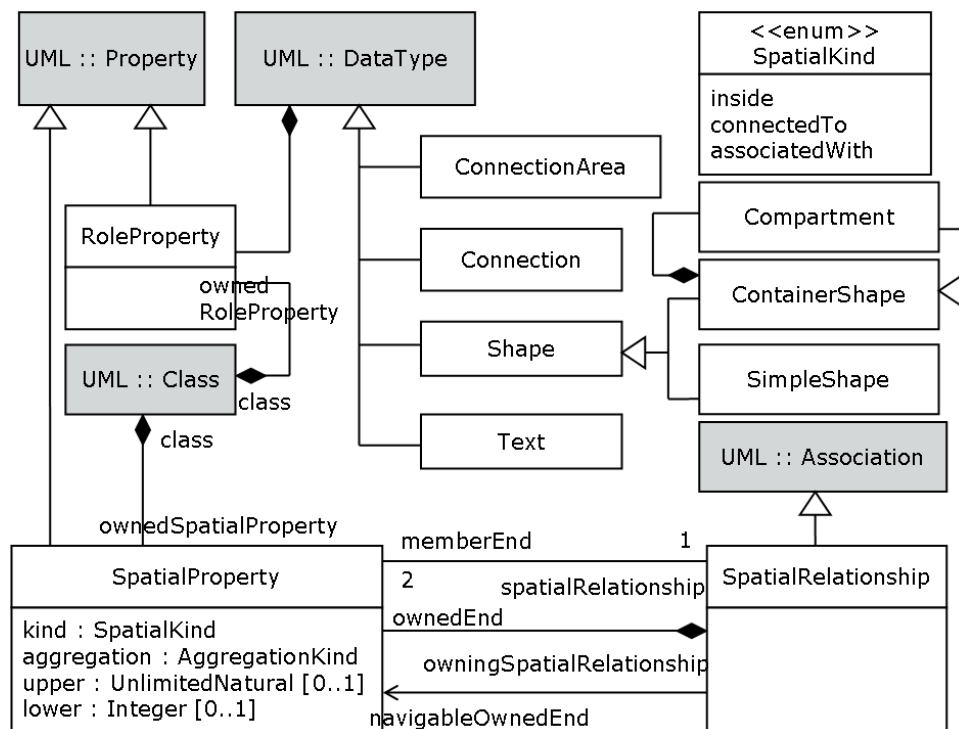 UML :: Property
UML :: DataType
<<enum>>
SpatialKind
inside
connectedTo
associatedWith
ConnectionArea
RoleProperty
Compartment
Connection
ContainerShape
owned
RoleProperty
Shape
UML :: Class
SimpleShape
class
class
Text
UML :: Association
ownedSpatialProperty
memberEnd
1
SpatialProperty
2
spatialRelationship
SpatialRelationship
ownedEnd
kind : SpatialKind
aggregation : AggregationKind
upper : UnlimitedNatural [0..1]
lower : Integer [0..1]
owningSpatialRelationship
navigableOwnedEnd